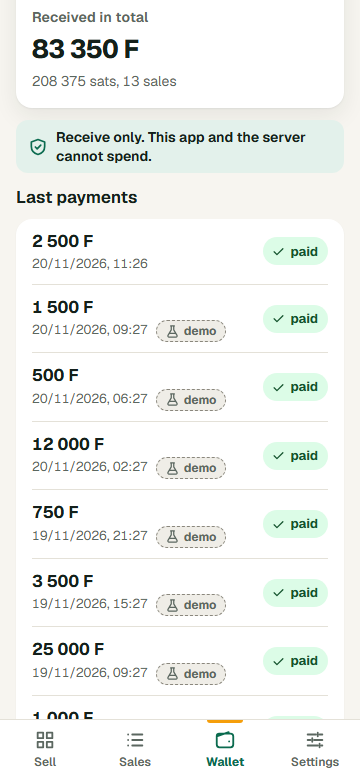 Received in total
83 350 F
208 375 sats, 13 sales
Receive only. This app and the server
cannot spend.
Last payments
2 500 F
20/11/2026, 11:26
paid
1 500 F
20/11/2026, 09:27
demo
paid
500 F
20/11/2026, 06:27
demo
paid
12 000 F
20/11/2026, 02:27
demo
paid
750 F
19/11/2026, 21:27
demo
paid
3 500 F
19/11/2026, 15:27
demo
paid
25 000 F
19/11/2026, 09:27
demo
paid
1 000 F
Sell
Sales
Wallet
Settings